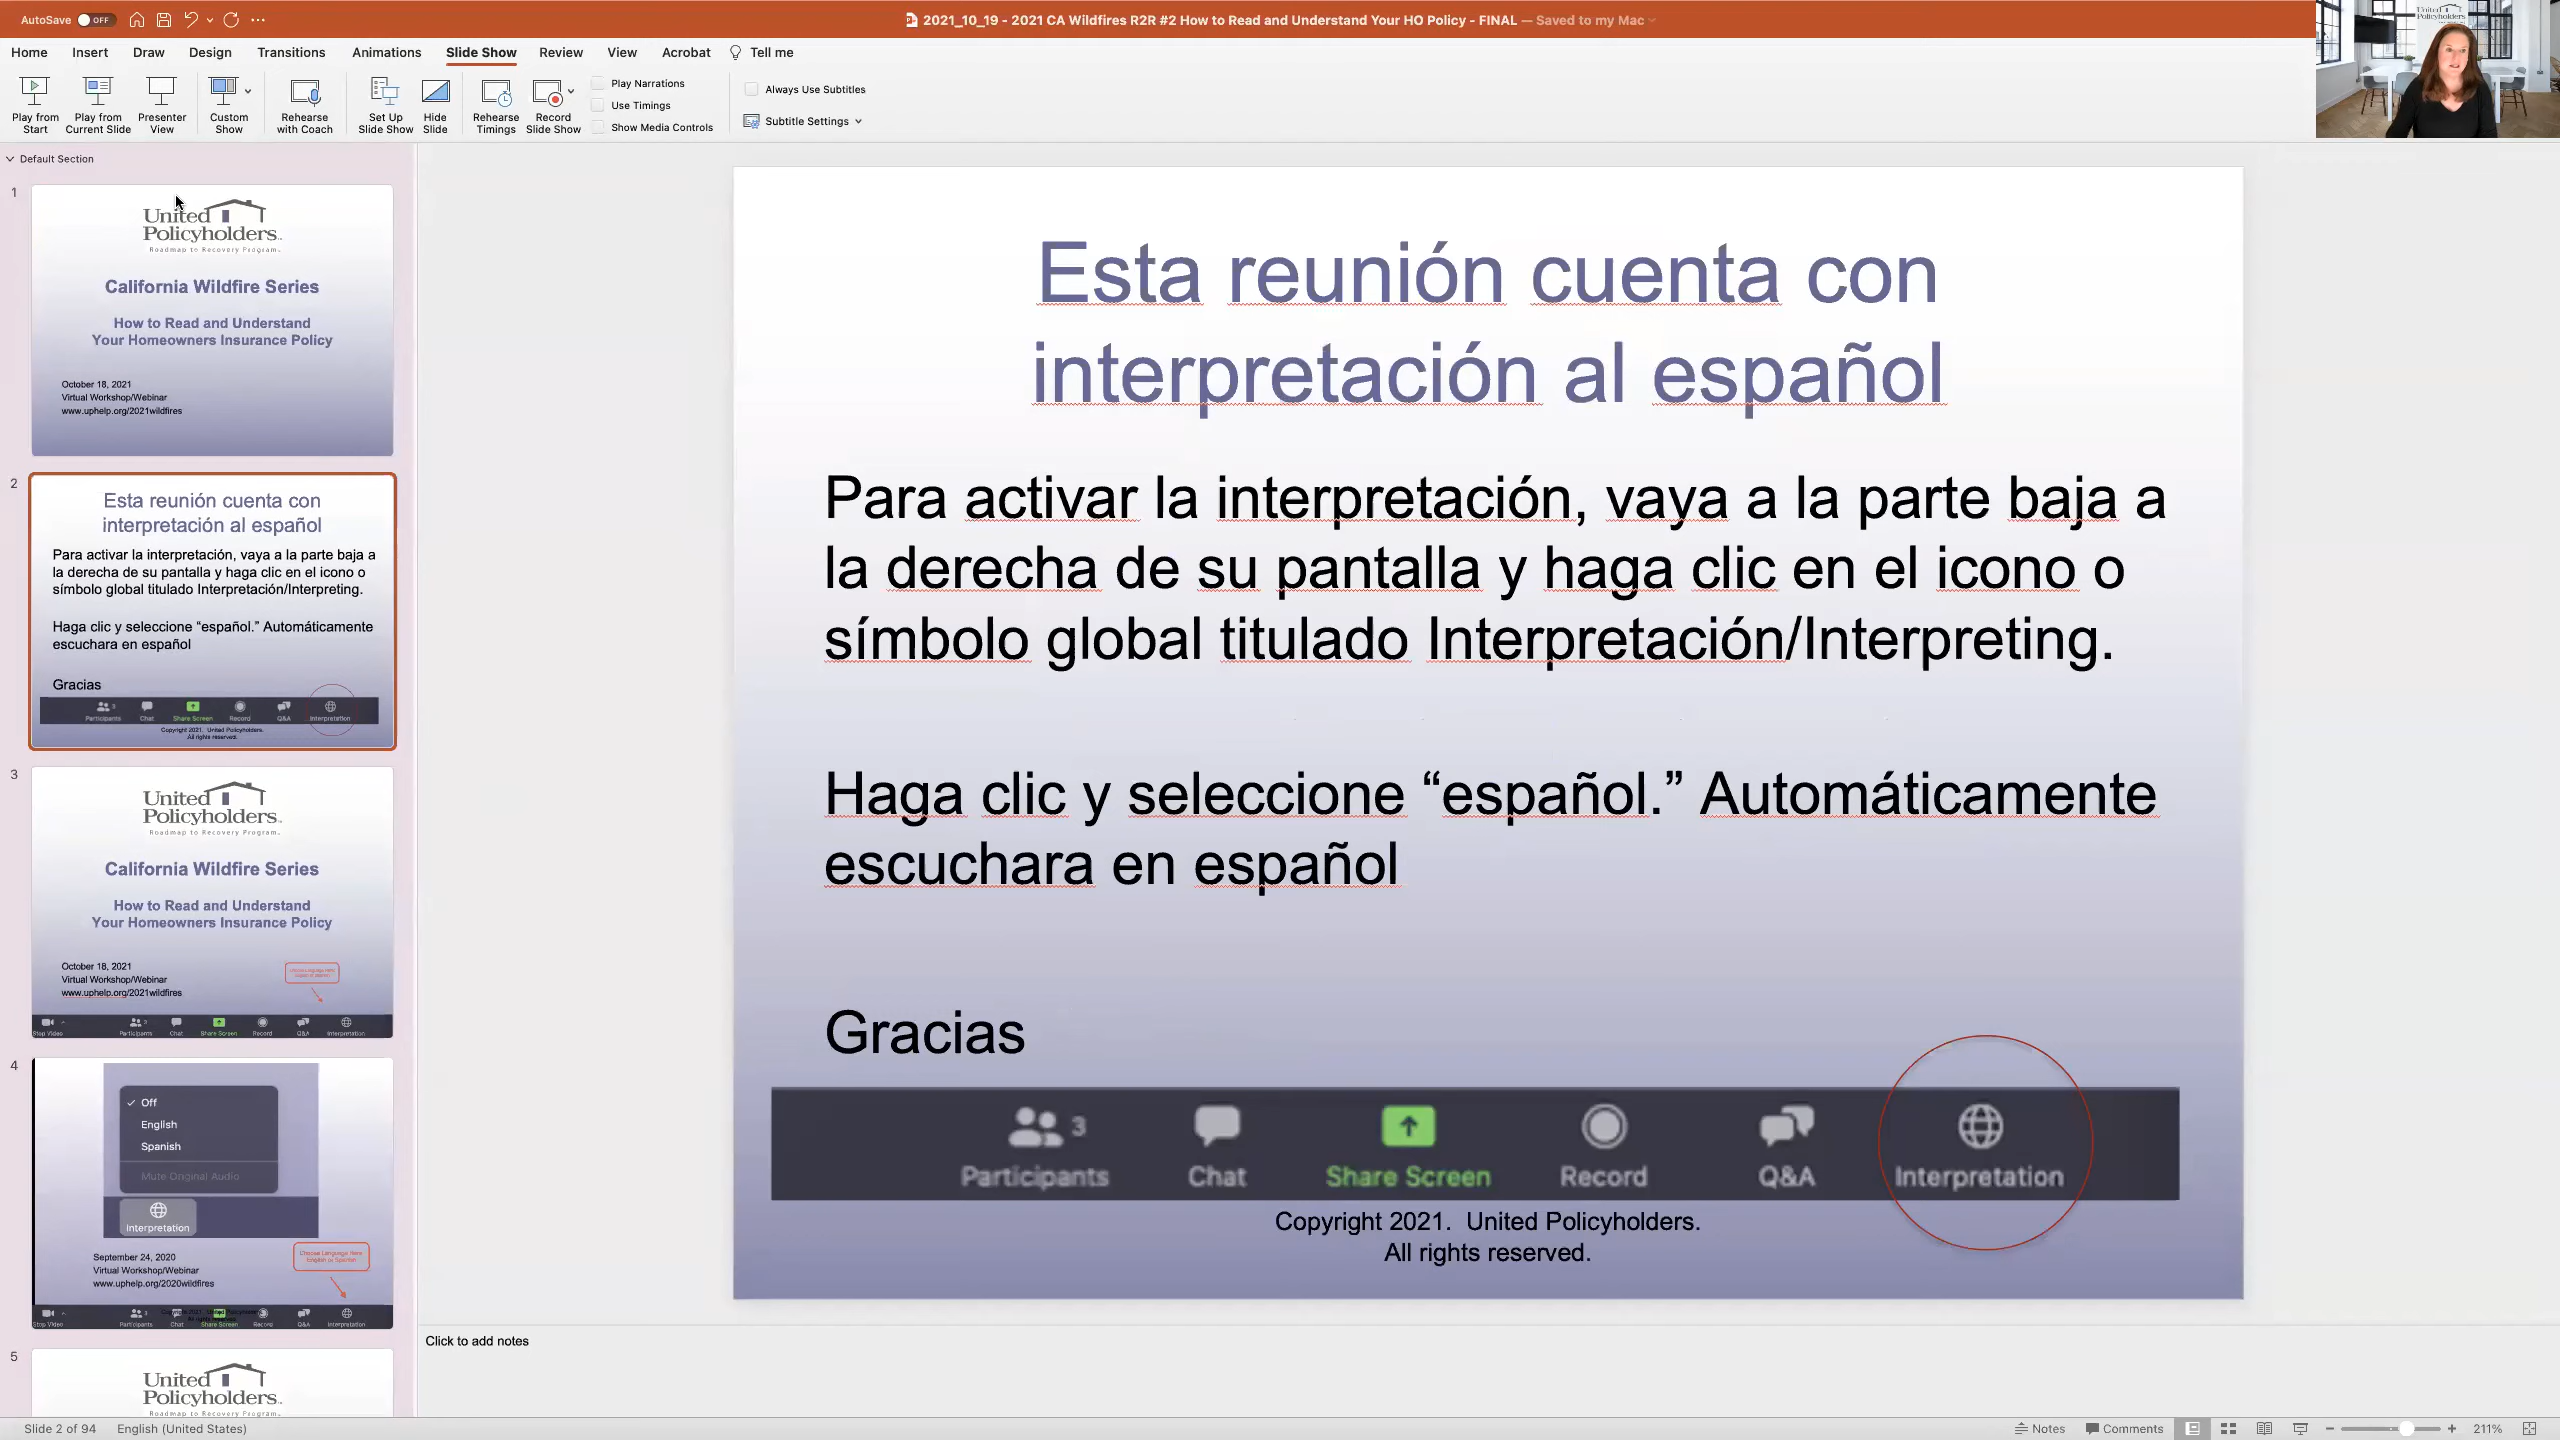 AutoSave OFF
2021_10_19 - 2021 CA Wildfires R2R #2 How to Read and Understand Your HO Policy - FINAL — Saved to my Mac
Home Insert Draw Design Transitions Animations Slide Show Review View Acrobat Tell me
Play from Start
Play from Current Slide
Presenter View
Custom Show
Rehearse with Coach
Set Up Slide Show
Hide Slide
Rehearse Timings
Record Slide Show
Play Narrations
Use Timings
Show Media Controls
Always Use Subtitles
Subtitle Settings
United
Policyholders
Default Section
1
United
Policyholders
Roadmap to Recovery Program
California Wildfire Series
How to Read and Understand
Your Homeowners Insurance Policy
October 18, 2021
Virtual Workshop/Webinar
www.uphelp.org/2021wildfires
2
Esta reunión cuenta con
interpretación al español
Para activar la interpretación, vaya a la parte baja a
la derecha de su pantalla y haga clic en el icono o
símbolo global titulado Interpretación/Interpreting.
Haga clic y seleccione “español.” Automáticamente
escuchara en español
Gracias
Participants 3 Chat Share Screen Record Q&A Interpretation
Copyright 2021. United Policyholders.
All rights reserved.
3
United
Policyholders
Roadmap to Recovery Program
California Wildfire Series
How to Read and Understand
Your Homeowners Insurance Policy
October 18, 2021
Virtual Workshop/Webinar
www.uphelp.org/2021wildfires
Stop Video Participants Chat Share Screen Record Q&A Interpretation
4
Off
English
Spanish
Mute Original Audio
Interpretation
September 24, 2020
Virtual Workshop/Webinar
www.uphelp.org/2020wildfires
Choose Language Here
English or Spanish
Stop Video Participants Chat Share Screen Record Q&A Interpretation
5
United
Policyholders
Roadmap to Recovery Program
Esta reunión cuenta con
interpretación al español
Para activar la interpretación, vaya a la parte baja a
la derecha de su pantalla y haga clic en el icono o
símbolo global titulado Interpretación/Interpreting.
Haga clic y seleccione “español.” Automáticamente
escuchara en español
Gracias
Participants 3 Chat Share Screen Record Q&A Interpretation
Copyright 2021. United Policyholders.
All rights reserved.
Click to add notes
Slide 2 of 94 English (United States) Notes Comments 211%